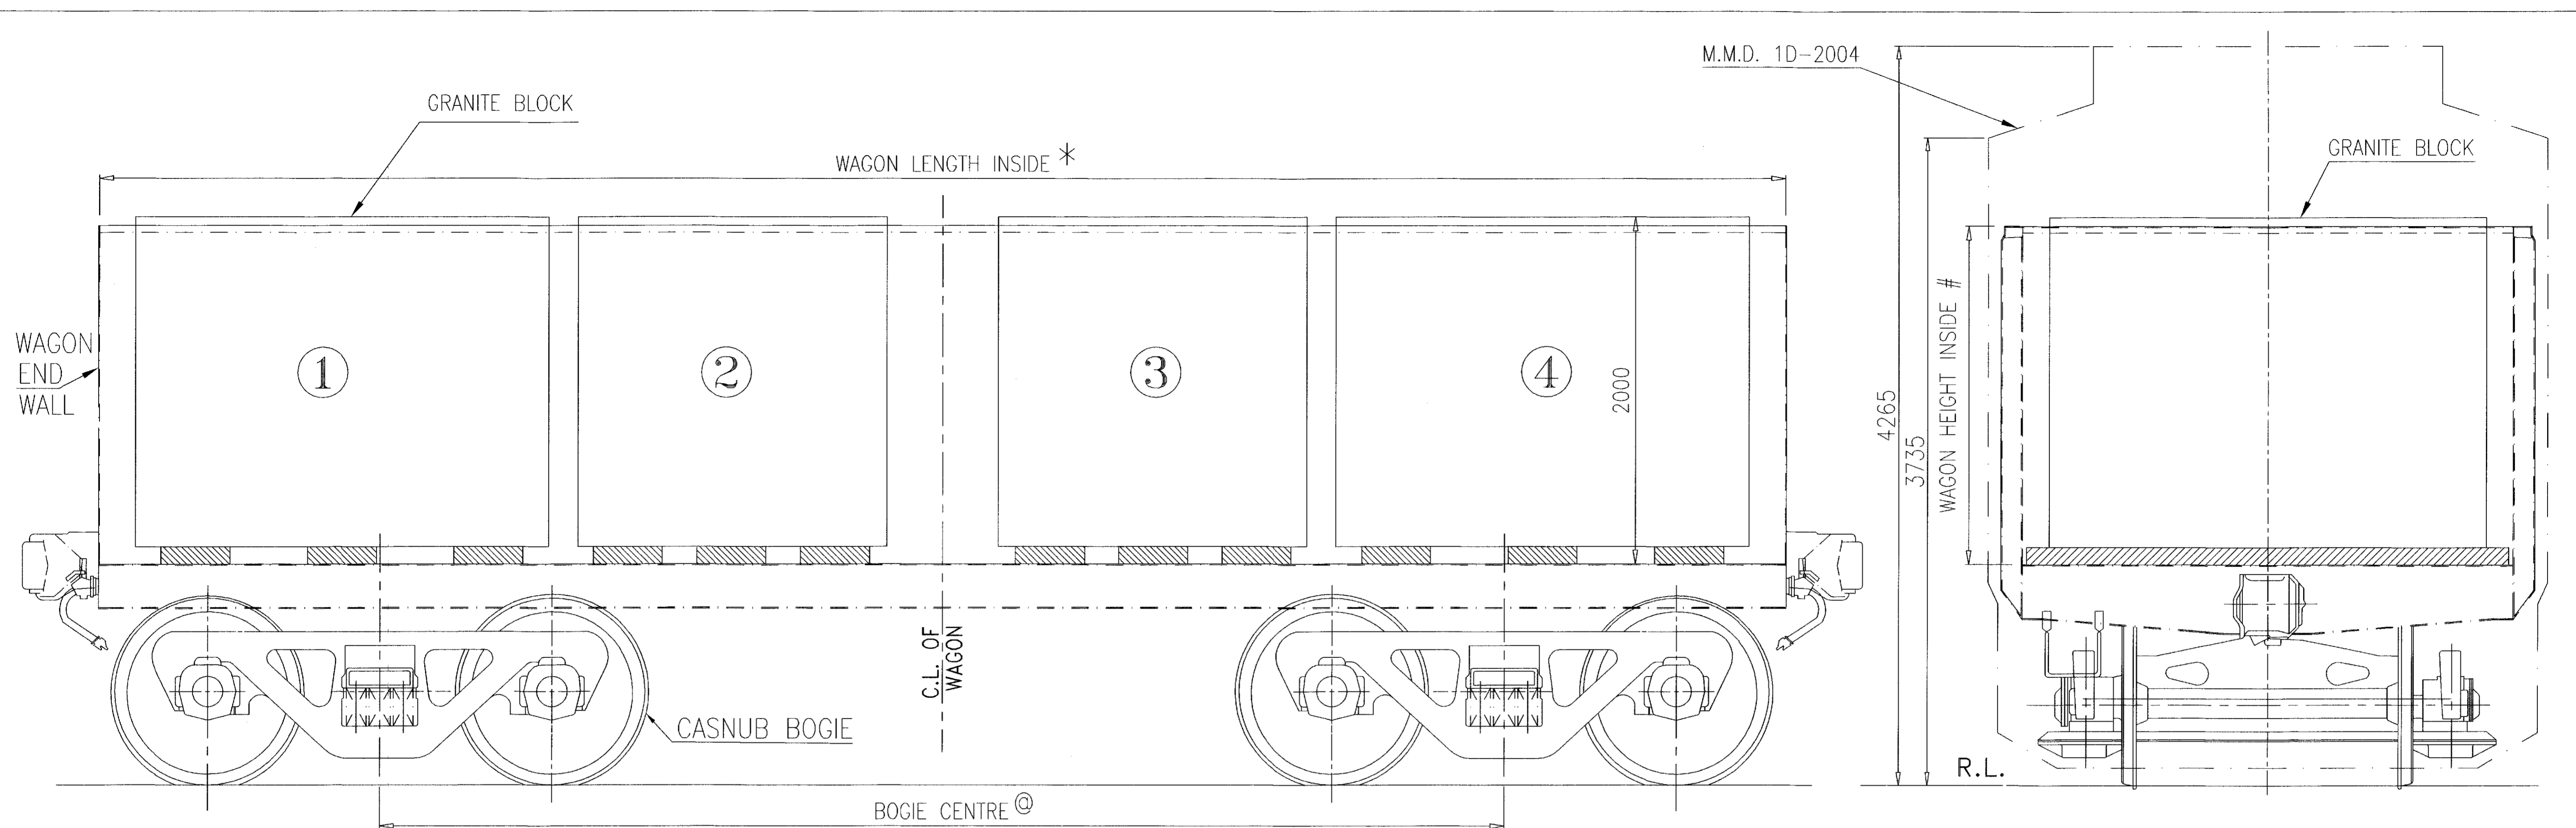 M.M.D. 1D-2004
GRANITE BLOCK
GRANITE BLOCK
WAGON LENGTH INSIDE *
WAGON
END
WALL
1
2
3
4
2000
4265
3735
WAGON HEIGHT INSIDE #
C.L. OF
WAGON
CASNUB BOGIE
R.L.
BOGIE CENTRE @